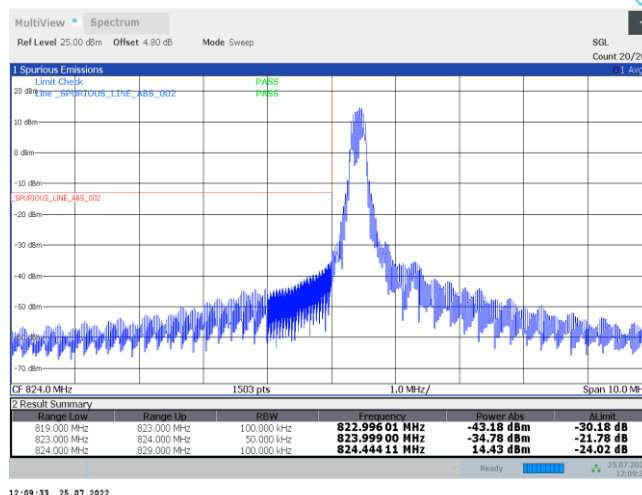 MultiView Spectrum
Ref Level 25.00 dBm Offset 4.80 dB Mode Sweep SGL
Count 20/20
1 Spurious Emissions 1 Avg
Limit Check PASS
Line _SPURIOUS_LINE_ABS_002 PASS
20 dBm
10 dBm
0 dBm
-10 dBm
_SPURIOUS_LINE_ABS_002
-20 dBm
-30 dBm
-40 dBm
-50 dBm
-60 dBm
-70 dBm
CF 824.0 MHz 1503 pts 1.0 MHz/ Span 10.0 MH
2 Result Summary
Range Low Range Up RBW Frequency Power Abs ΔLimit
819.000 MHz 823.000 MHz 100.000 kHz 822.996 01 MHz -43.18 dBm -30.18 dB
823.000 MHz 824.000 MHz 50.000 kHz 823.999 00 MHz -34.78 dBm -21.78 dB
824.000 MHz 829.000 MHz 100.000 kHz 824.444 11 MHz 14.43 dBm -24.02 dB
Ready 25.07.202
12:09:3
12:09:33 25.07.2022